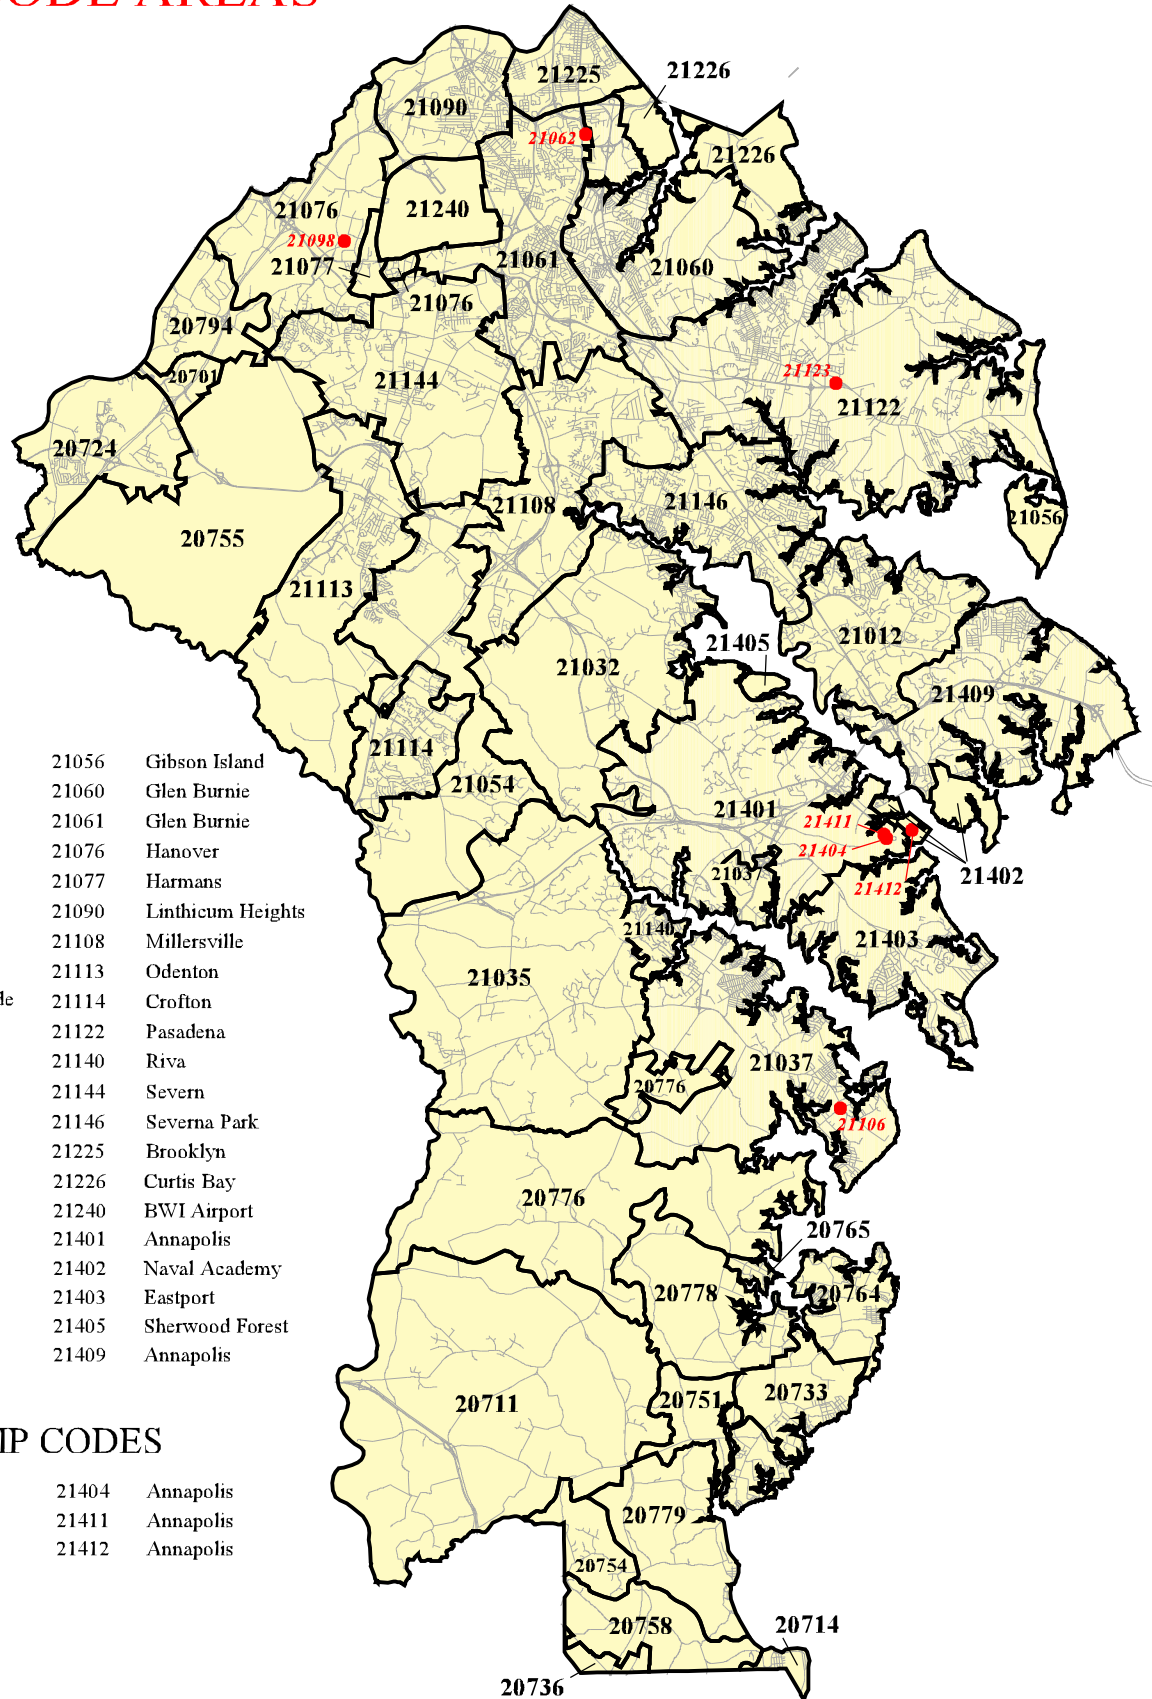 ODE AREAS
21225
21226
21090
21062
21226
21076
21240
21098
21061
21077
21060
21076
20794
21123
20701
21144
21122
20724
21108
21146
21056
20755
21113
21012
21405
21032
21409
21114
21054
21401
21411
21404
21037
21412
21402
21140
21403
21035
21037
20776
21106
20776
20765
20778
20764
20711
20751
20733
20779
20754
20758
20714
20736
21056 Gibson Island
21060 Glen Burnie
21061 Glen Burnie
21076 Hanover
21077 Harmans
21090 Linthicum Heights
21108 Millersville
21113 Odenton
de 21114 Crofton
21122 Pasadena
21140 Riva
21144 Severn
21146 Severna Park
21225 Brooklyn
21226 Curtis Bay
21240 BWI Airport
21401 Annapolis
21402 Naval Academy
21403 Eastport
21405 Sherwood Forest
21409 Annapolis
IP CODES
21404 Annapolis
21411 Annapolis
21412 Annapolis